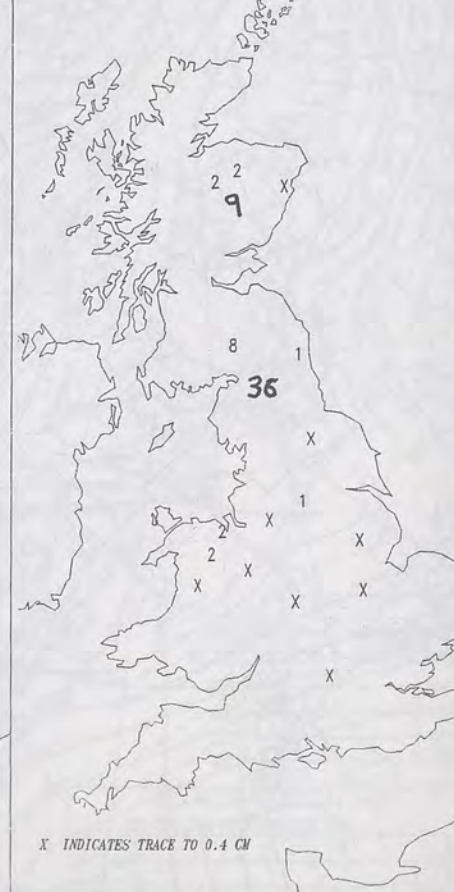 2 2 X
9
8 1
36
X
1
X
2 X
2
X X X
X
X
X INDICATES TRACE TO 0.4 CM